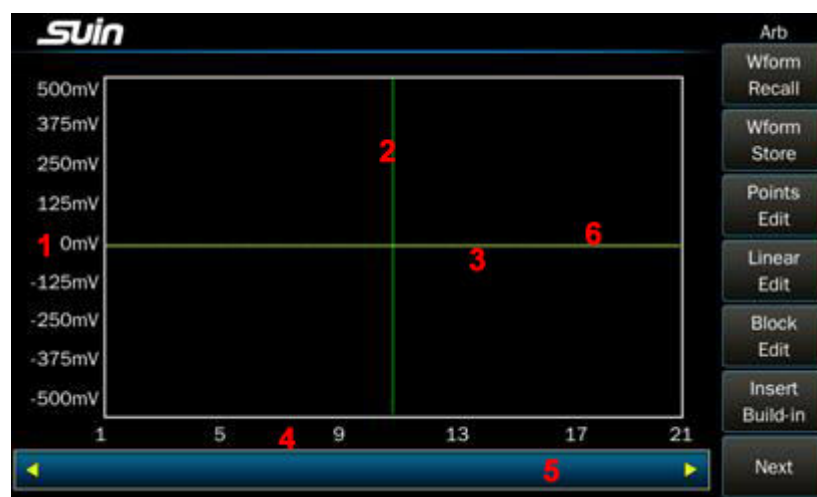 Suin
Arb
Wform
Recall
Wform
Store
Points
Edit
Linear
Edit
Block
Edit
Insert
Build-in
Next
500mV
375mV
2
250mV
125mV
1 0mV
6
3
-125mV
-250mV
-375mV
-500mV
1 5 4 9 13 17 21
5